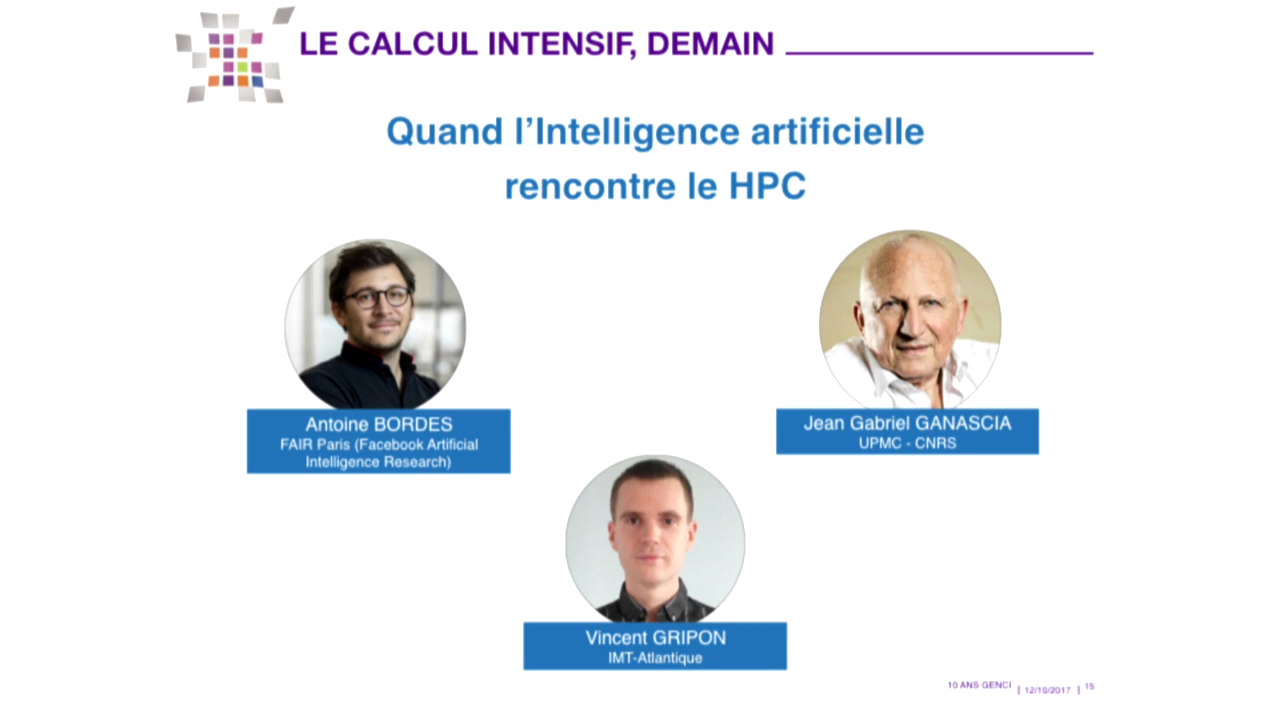 LE CALCUL INTENSIF, DEMAIN
Quand l’Intelligence artificielle
rencontre le HPC
Antoine BORDES
FAIR Paris (Facebook Artificial
Intelligence Research)
Jean Gabriel GANASCIA
UPMC - CNRS
Vincent GRIPON
IMT-Atlantique
10 ANS GENCI | 12/10/2017 | 15